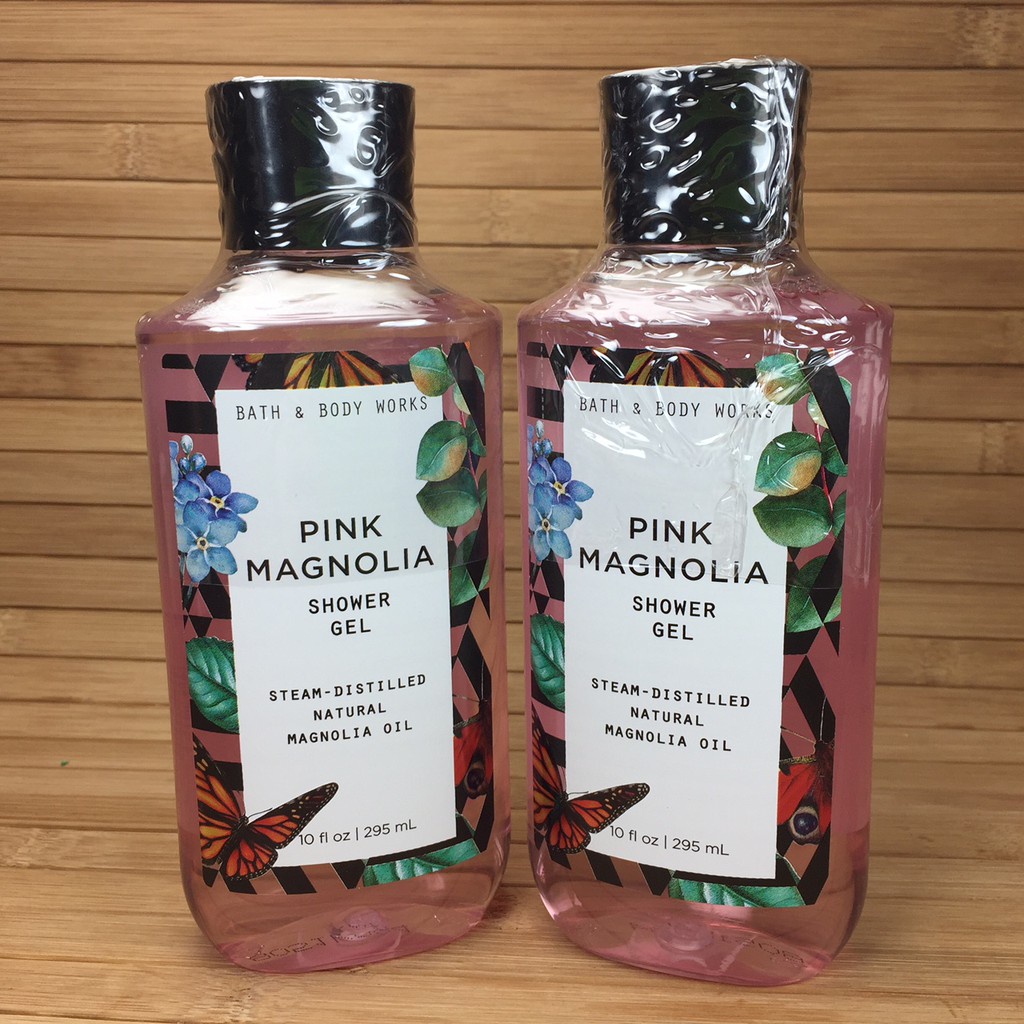 BATH & BODY WORKS
PINK
MAGNOLIA
SHOWER
GEL
STEAM-DISTILLED
NATURAL
MAGNOLIA OIL
10 fl oz | 295 mL
BATH & BODY WORKS
PINK
MAGNOLIA
SHOWER
GEL
STEAM-DISTILLED
NATURAL
MAGNOLIA OIL
10 fl oz | 295 mL